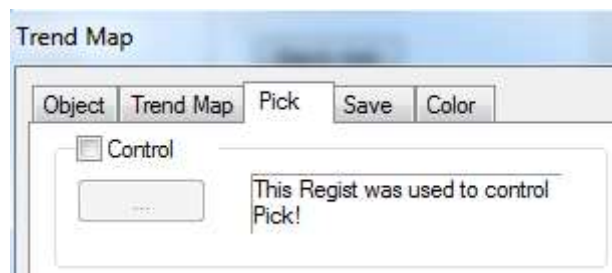 Trend Map
Object Trend Map Pick Save Color
Control
...
This Regist was used to control
Pick!